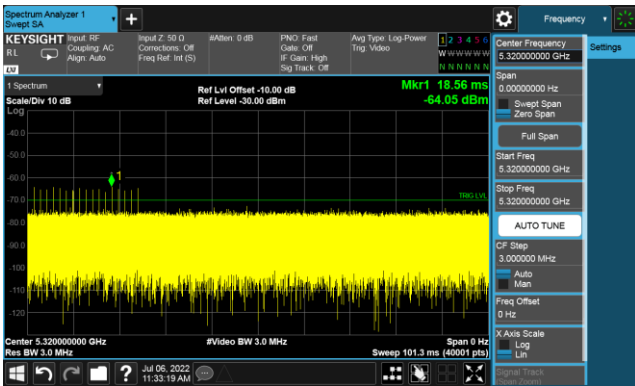 Spectrum Analyzer 1
Swept SA
Frequency
KEYSIGHT
RL
LM
Input: RF
Coupling: AC
Align: Auto
Input Z: 50 Ω
Corrections: Off
Freq Ref: Int (S)
#Atten: 0 dB
PNO: Fast
Gate: Off
IF Gain: High
Sig Track: Off
Avg Type: Log-Power
Trig: Video
1 2 3 4 5 6
W W W W W W
N N N N N N
1 Spectrum
Scale/Div 10 dB
Log
Ref Lvl Offset -10.00 dB
Ref Level -30.00 dBm
Mkr1 18.56 ms
-64.05 dBm
-40.0
-50.0
-60.0
-70.0
-80.0
-90.0
-100
-110
-120
1
TRIG LVL
Center 5.320000000 GHz
Res BW 3.0 MHz
#Video BW 3.0 MHz
Span 0 Hz
Sweep 101.3 ms (40001 pts)
Jul 06, 2022
11:33:19 AM
Center Frequency
5.320000000 GHz
Settings
Span
0.00000000 Hz
Swept Span
Zero Span
Full Span
Start Freq
5.320000000 GHz
Stop Freq
5.320000000 GHz
AUTO TUNE
CF Step
3.000000 MHz
Auto
Man
Freq Offset
0 Hz
X Axis Scale
Log
Lin
Signal Track
(Span Zoom)